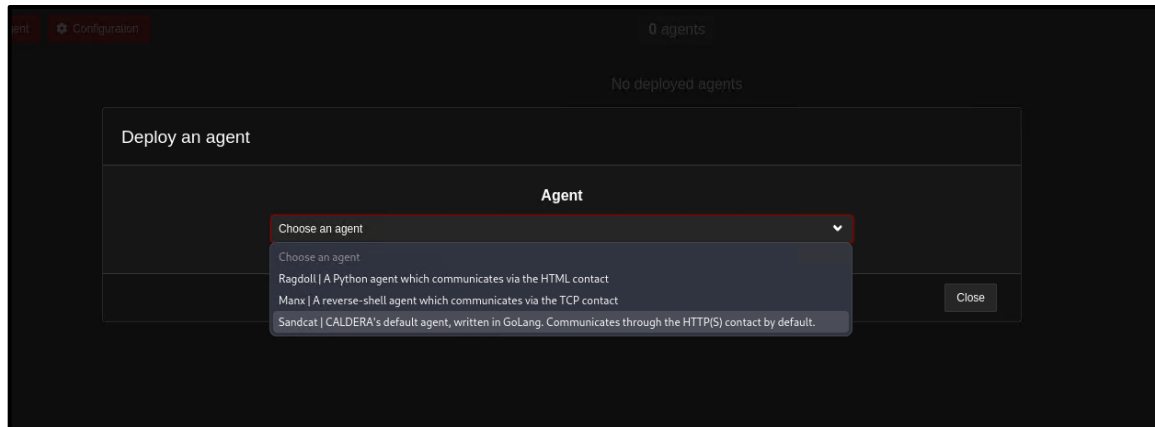 ent
Configuration
0 agents
No deployed agents
Deploy an agent
Agent
Choose an agent
Choose an agent
Ragdoll | A Python agent which communicates via the HTML contact
Manx | A reverse-shell agent which communicates via the TCP contact
Sandcat | CALDERA's default agent, written in GoLang. Communicates through the HTTP(S) contact by default.
Close